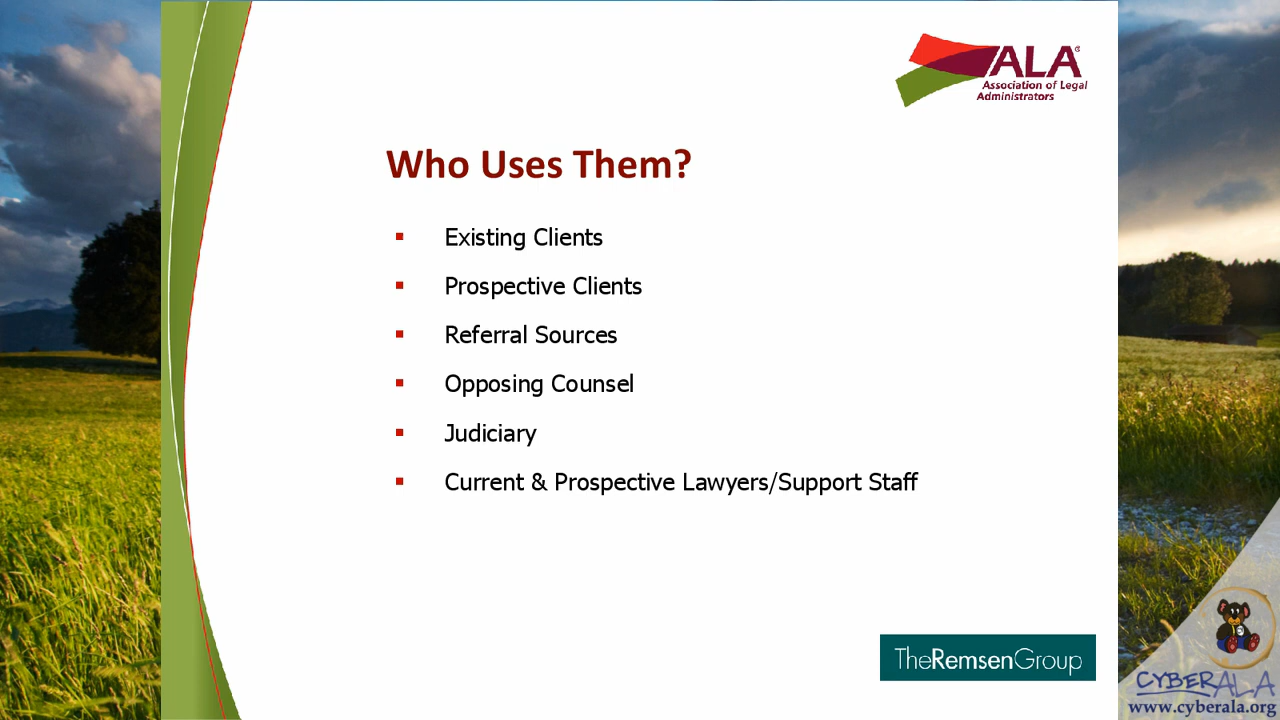 ALA®
Association of Legal
Administrators
Who Uses Them?
Existing Clients
Prospective Clients
Referral Sources
Opposing Counsel
Judiciary
Current & Prospective Lawyers/Support Staff
TheRemsenGroup
CYBERALA
www.cyberala.org